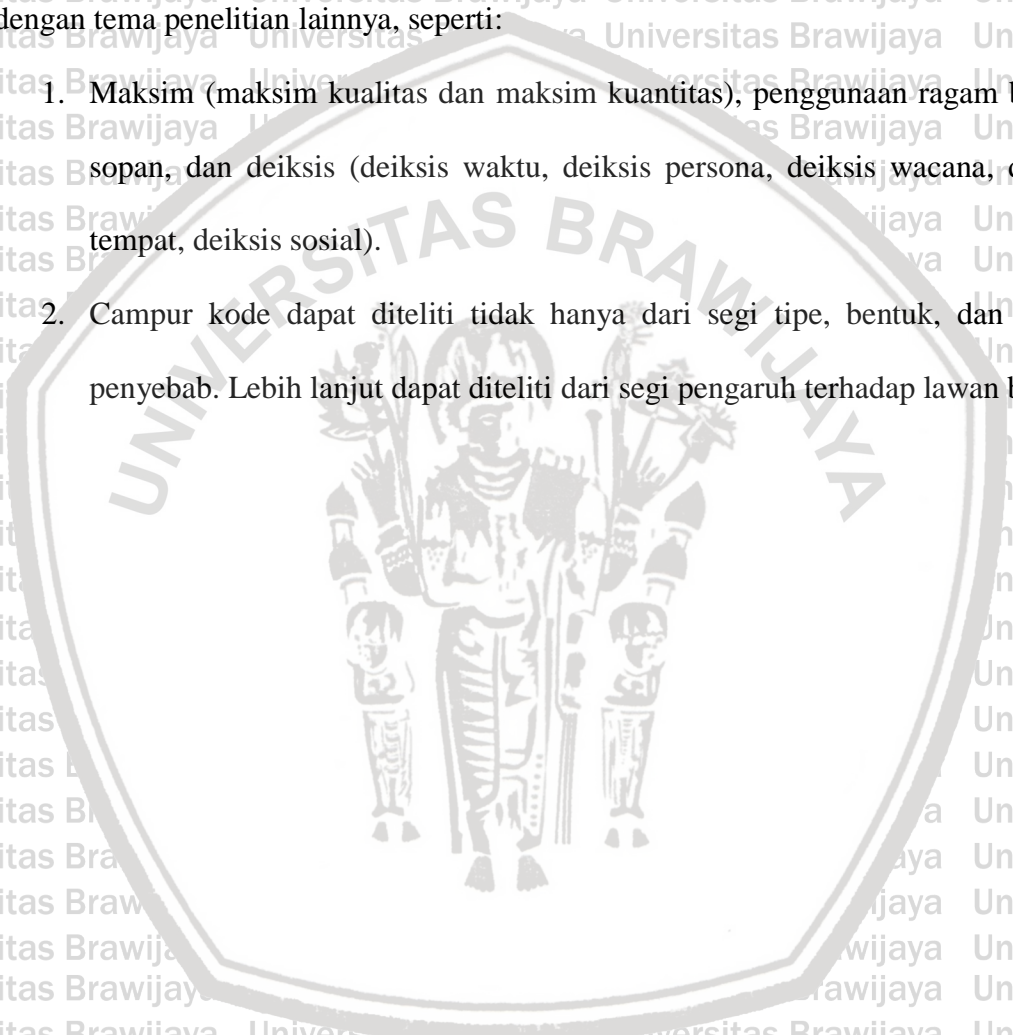 dengan tema penelitian lainnya, seperti:
1. Maksim (maksim kualitas dan maksim kuantitas), penggunaan ragam
sopan, dan deiksis (deiksis waktu, deiksis persona, deiksis wacana,
tempat, deiksis sosial).
2. Campur kode dapat diteliti tidak hanya dari segi tipe, bentuk, dan
penyebab. Lebih lanjut dapat diteliti dari segi pengaruh terhadap lawan
UNIVERSITAS BRAWIJAYA